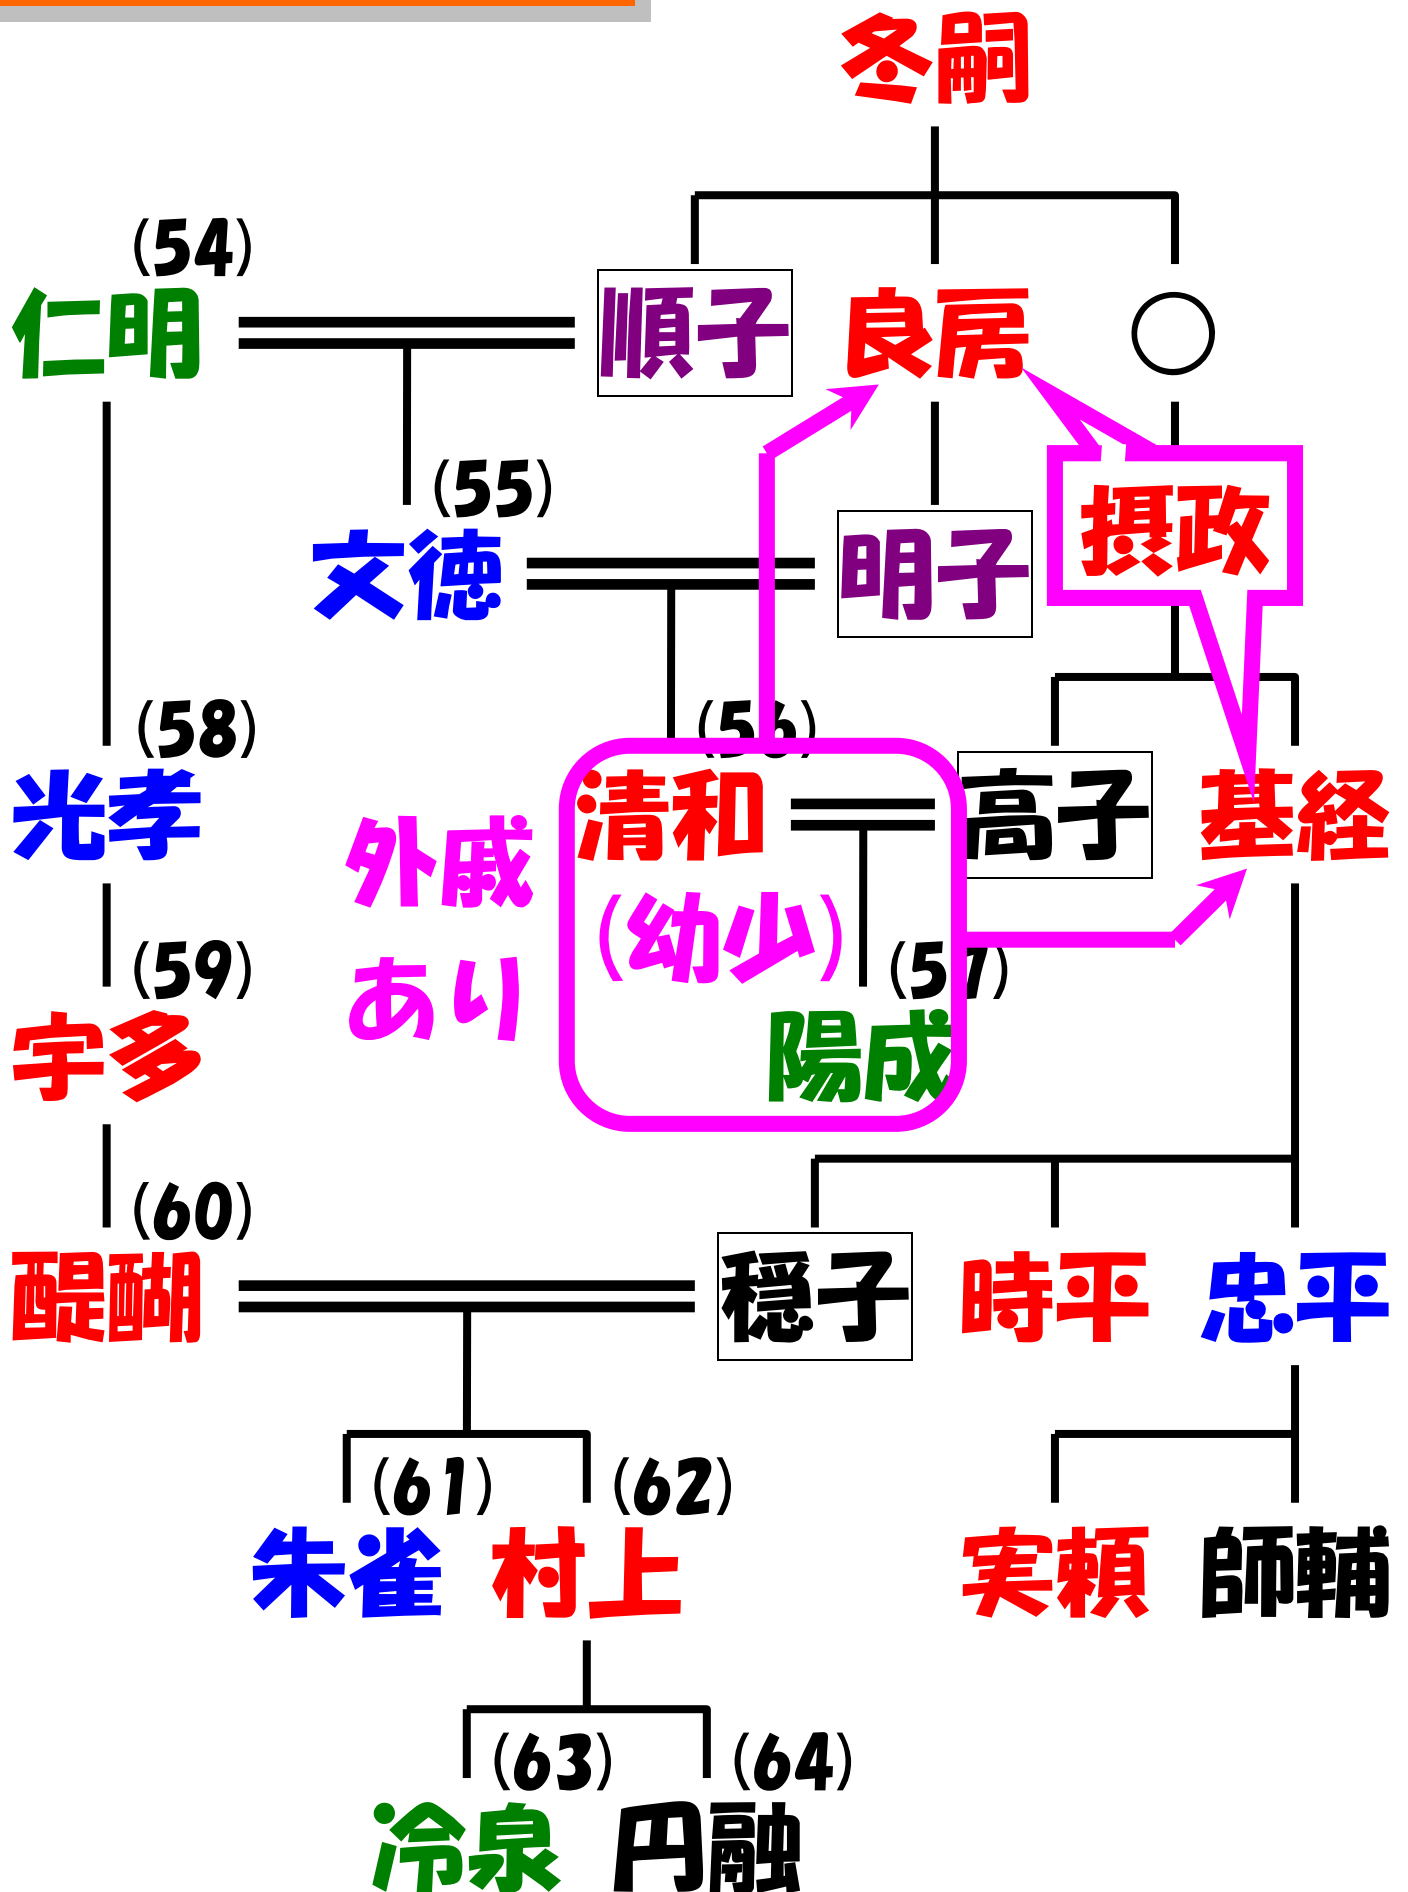 冬嗣
(54)
仁明
順子
良房
(55)
文徳
明子
摂政
(58)
(56)
光孝
外戚
あり
清和
(幼少)
高子
基経
(59)
(57)
宇多
陽成
(60)
醍醐
穏子
時平
忠平
(61)
(62)
朱雀
村上
実頼
師輔
(63)
(64)
冷泉
円融